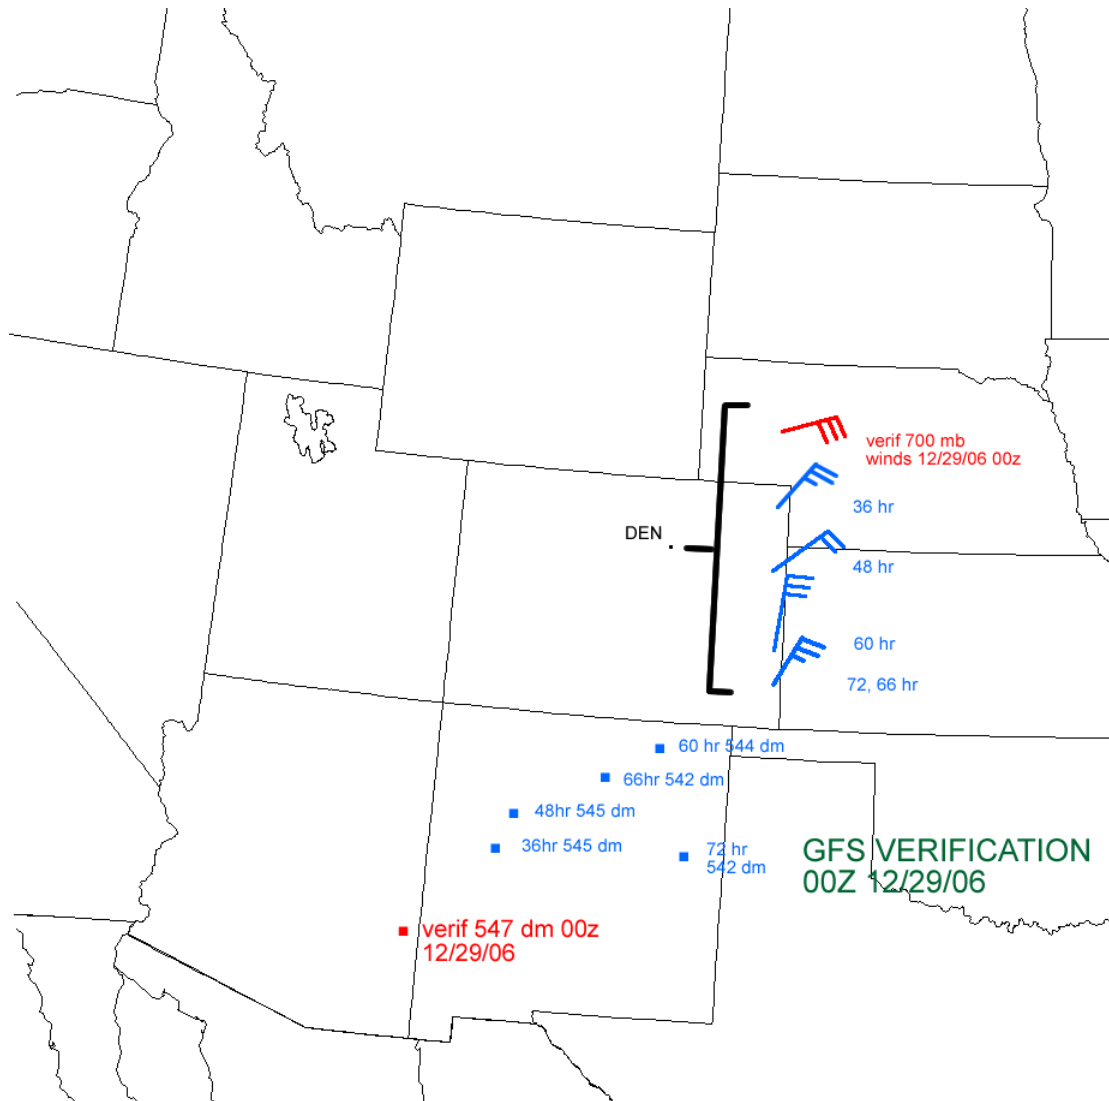 verif 700 mb
winds 12/29/06 00z
36 hr
DEN
48 hr
60 hr
72, 66 hr
60 hr 544 dm
66hr 542 dm
48hr 545 dm
36hr 545 dm
72 hr
542 dm
GFS VERIFICATION
00Z 12/29/06
verif 547 dm 00z
12/29/06